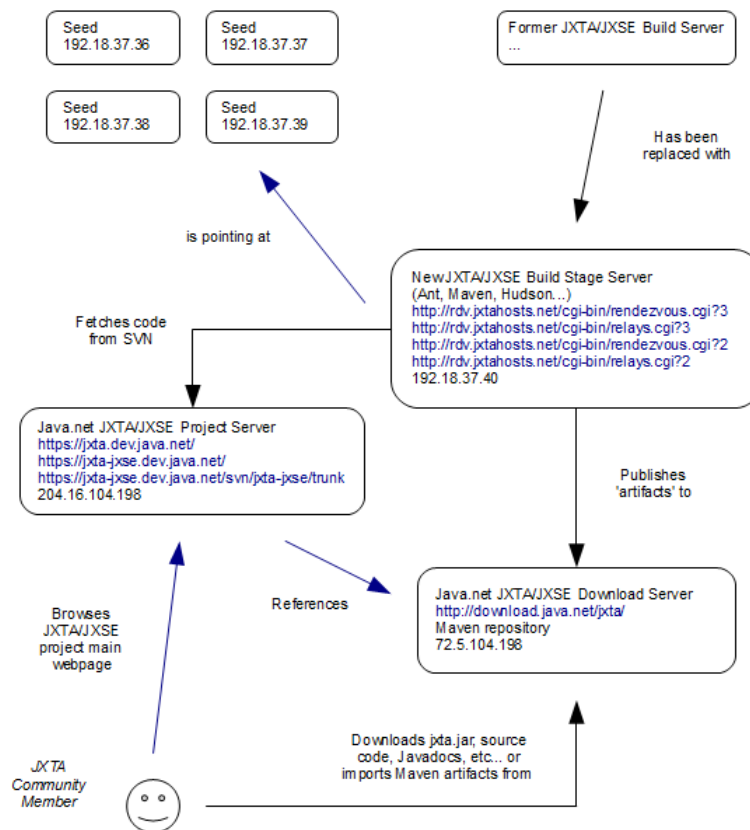 Seed
192.18.37.36
Seed
192.18.37.37
Former JXTA/JXSE Build Server
...
Seed
192.18.37.38
Seed
192.18.37.39
Has been
replaced with
is pointing at
New JXTA/JXSE Build Stage Server
(Ant, Maven, Hudson...)
http://rdv.jxtahosts.net/cgi-bin/rendezvous.cgi?3
http://rdv.jxtahosts.net/cgi-bin/relays.cgi?3
http://rdv.jxtahosts.net/cgi-bin/rendezvous.cgi?2
http://rdv.jxtahosts.net/cgi-bin/relays.cgi?2
192.18.37.40
Fetches code
from SVN
Java.net JXTA/JXSE Project Server
https://jxta.dev.java.net/
https://jxta-jxse.dev.java.net/
https://jxta-jxse.dev.java.net/svn/jxta-jxse/trunk
204.16.104.198
Publishes
'artifacts' to
References
Java.net JXTA/JXSE Download Server
http://download.java.net/jxta/
Maven repository
72.5.104.198
Browses
JXTA/JXSE
project main
webpage
Downloads jxta.jar, source
code, Javadocs, etc... or
imports Maven artifacts from
JXTA
Community
Member